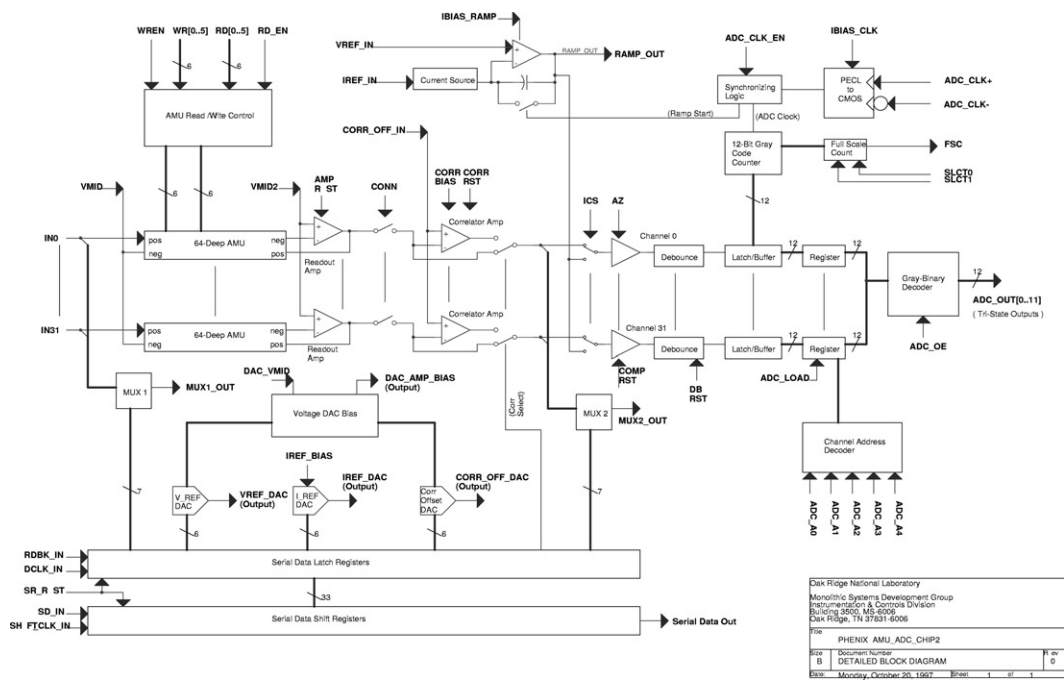 IBIAS_RAMP
WREN WR[0..5] RD[0..5] RD_EN
VREF_IN
RAMP_OUT
RAMP_OUT
ADC_CLK_EN
IBIAS_CLK
6 6
IREF_IN
Current Source
Synchronizing
Logic
PECL
to
CMOS
ADC_CLK+
ADC_CLK-
AMU Read /Wite Control
(Ramp Start)
(ADC Clock)
CORR_OFF_IN
12-Bit Gray
Code
Counter
Full Scale
Count
FSC
SLCT0
SLCT1
VMID
6 6
VMID2
AMP
R ST
CONN
CORR CORR
BIAS RST
ICS AZ
12
Correlator Amp
IN0
pos
neg
64-Deep AMU
neg
pos
Readout
Amp
Channel 0
Debounce
Latch/Buffer
12
Register
12
Gray-Binary
Decoder
12
ADC_OUT[0..11]
( Tri-State Outputs )
IN31
pos
neg
64-Deep AMU
neg
pos
Readout
Amp
Correlator Amp
Channel 31
Debounce
Latch/Buffer
12
Register
12
ADC_OE
COMP
RST
DB
RST
ADC_LOAD
MUX 1
MUX1_OUT
DAC_VMID
DAC_AMP_BIAS
(Output)
Voltage DAC Bias
(Corr
Select)
MUX 2
MUX2_OUT
Channel Address
Decoder
IREF_BIAS
V_REF
DAC
VREF_DAC
(Output)
I_REF
DAC
IREF_DAC
(Output)
Corr
Offset
DAC
CORR_OFF_DAC
(Output)
7 6 6 6 7
ADC_A0
ADC_A1
ADC_A2
ADC_A3
ADC_A4
RDBK_IN
DCLK_IN
Serial Data Latch Registers
SR_R ST
33
SD_IN
SH FTCLK_IN
Serial Data Shift Registers
Serial Data Out
Oak Ridge National Laboratory
Monolithic Systems Development Group
Instrumentation & Controls Division
Building 3500, MS-6006
Oak Ridge, TN 37831-6006
Title
PHENIX AMU_ADC_CHIP2
Size Document Number R ev
B DETAILED BLOCK DIAGRAM 0
Date: Monday, October 20, 1997 Sheet 1 of 1